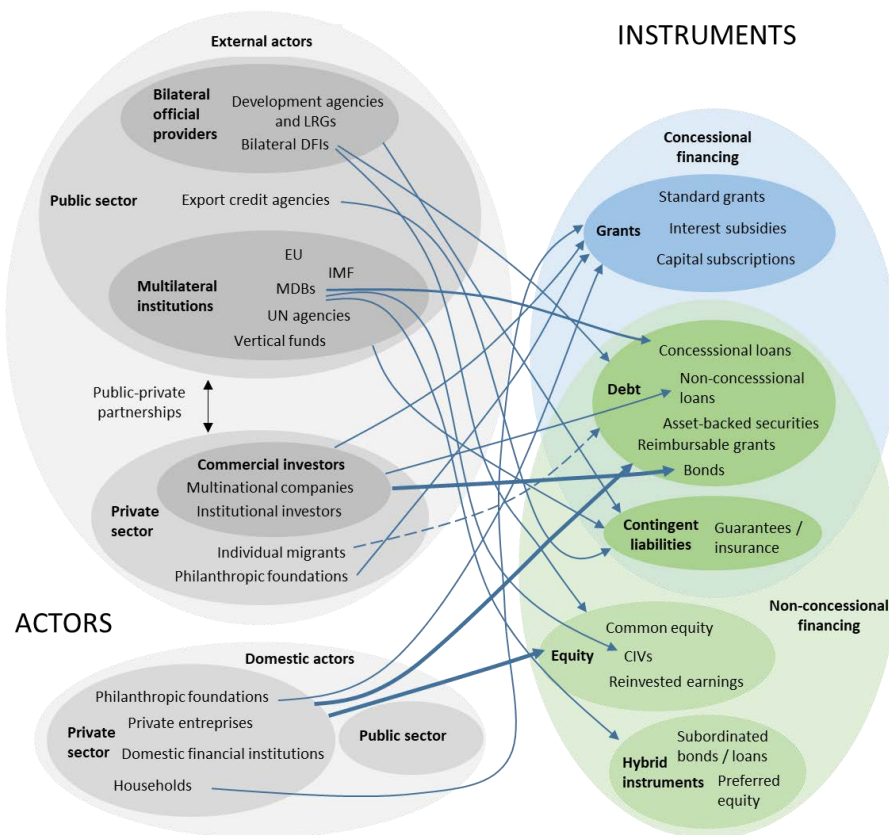 INSTRUMENTS
External actors
Bilateral
official
providers
Development agencies
and LRGs
Bilateral DFIs
Public sector
Export credit agencies
EU
IMF
Multilateral
institutions
MDBs
UN agencies
Vertical funds
Public-private
partnerships
Commercial investors
Multinational companies
Institutional investors
Private
sector
Individual migrants
Philanthropic foundations
ACTORS
Domestic actors
Philanthropic foundations
Private entreprises
Private
sector
Domestic financial institutions
Households
Public sector
Concessional
financing
Standard grants
Grants
Interest subsidies
Capital subscriptions
Concesssional loans
Debt
Non-concesssional
loans
Asset-backed securities
Reimbursable grants
Bonds
Contingent
liabilities
Guarantees /
insurance
Non-concessional
financing
Common equity
Equity
CIVs
Reinvested earnings
Subordinated
bonds / loans
Hybrid
instruments
Preferred
equity